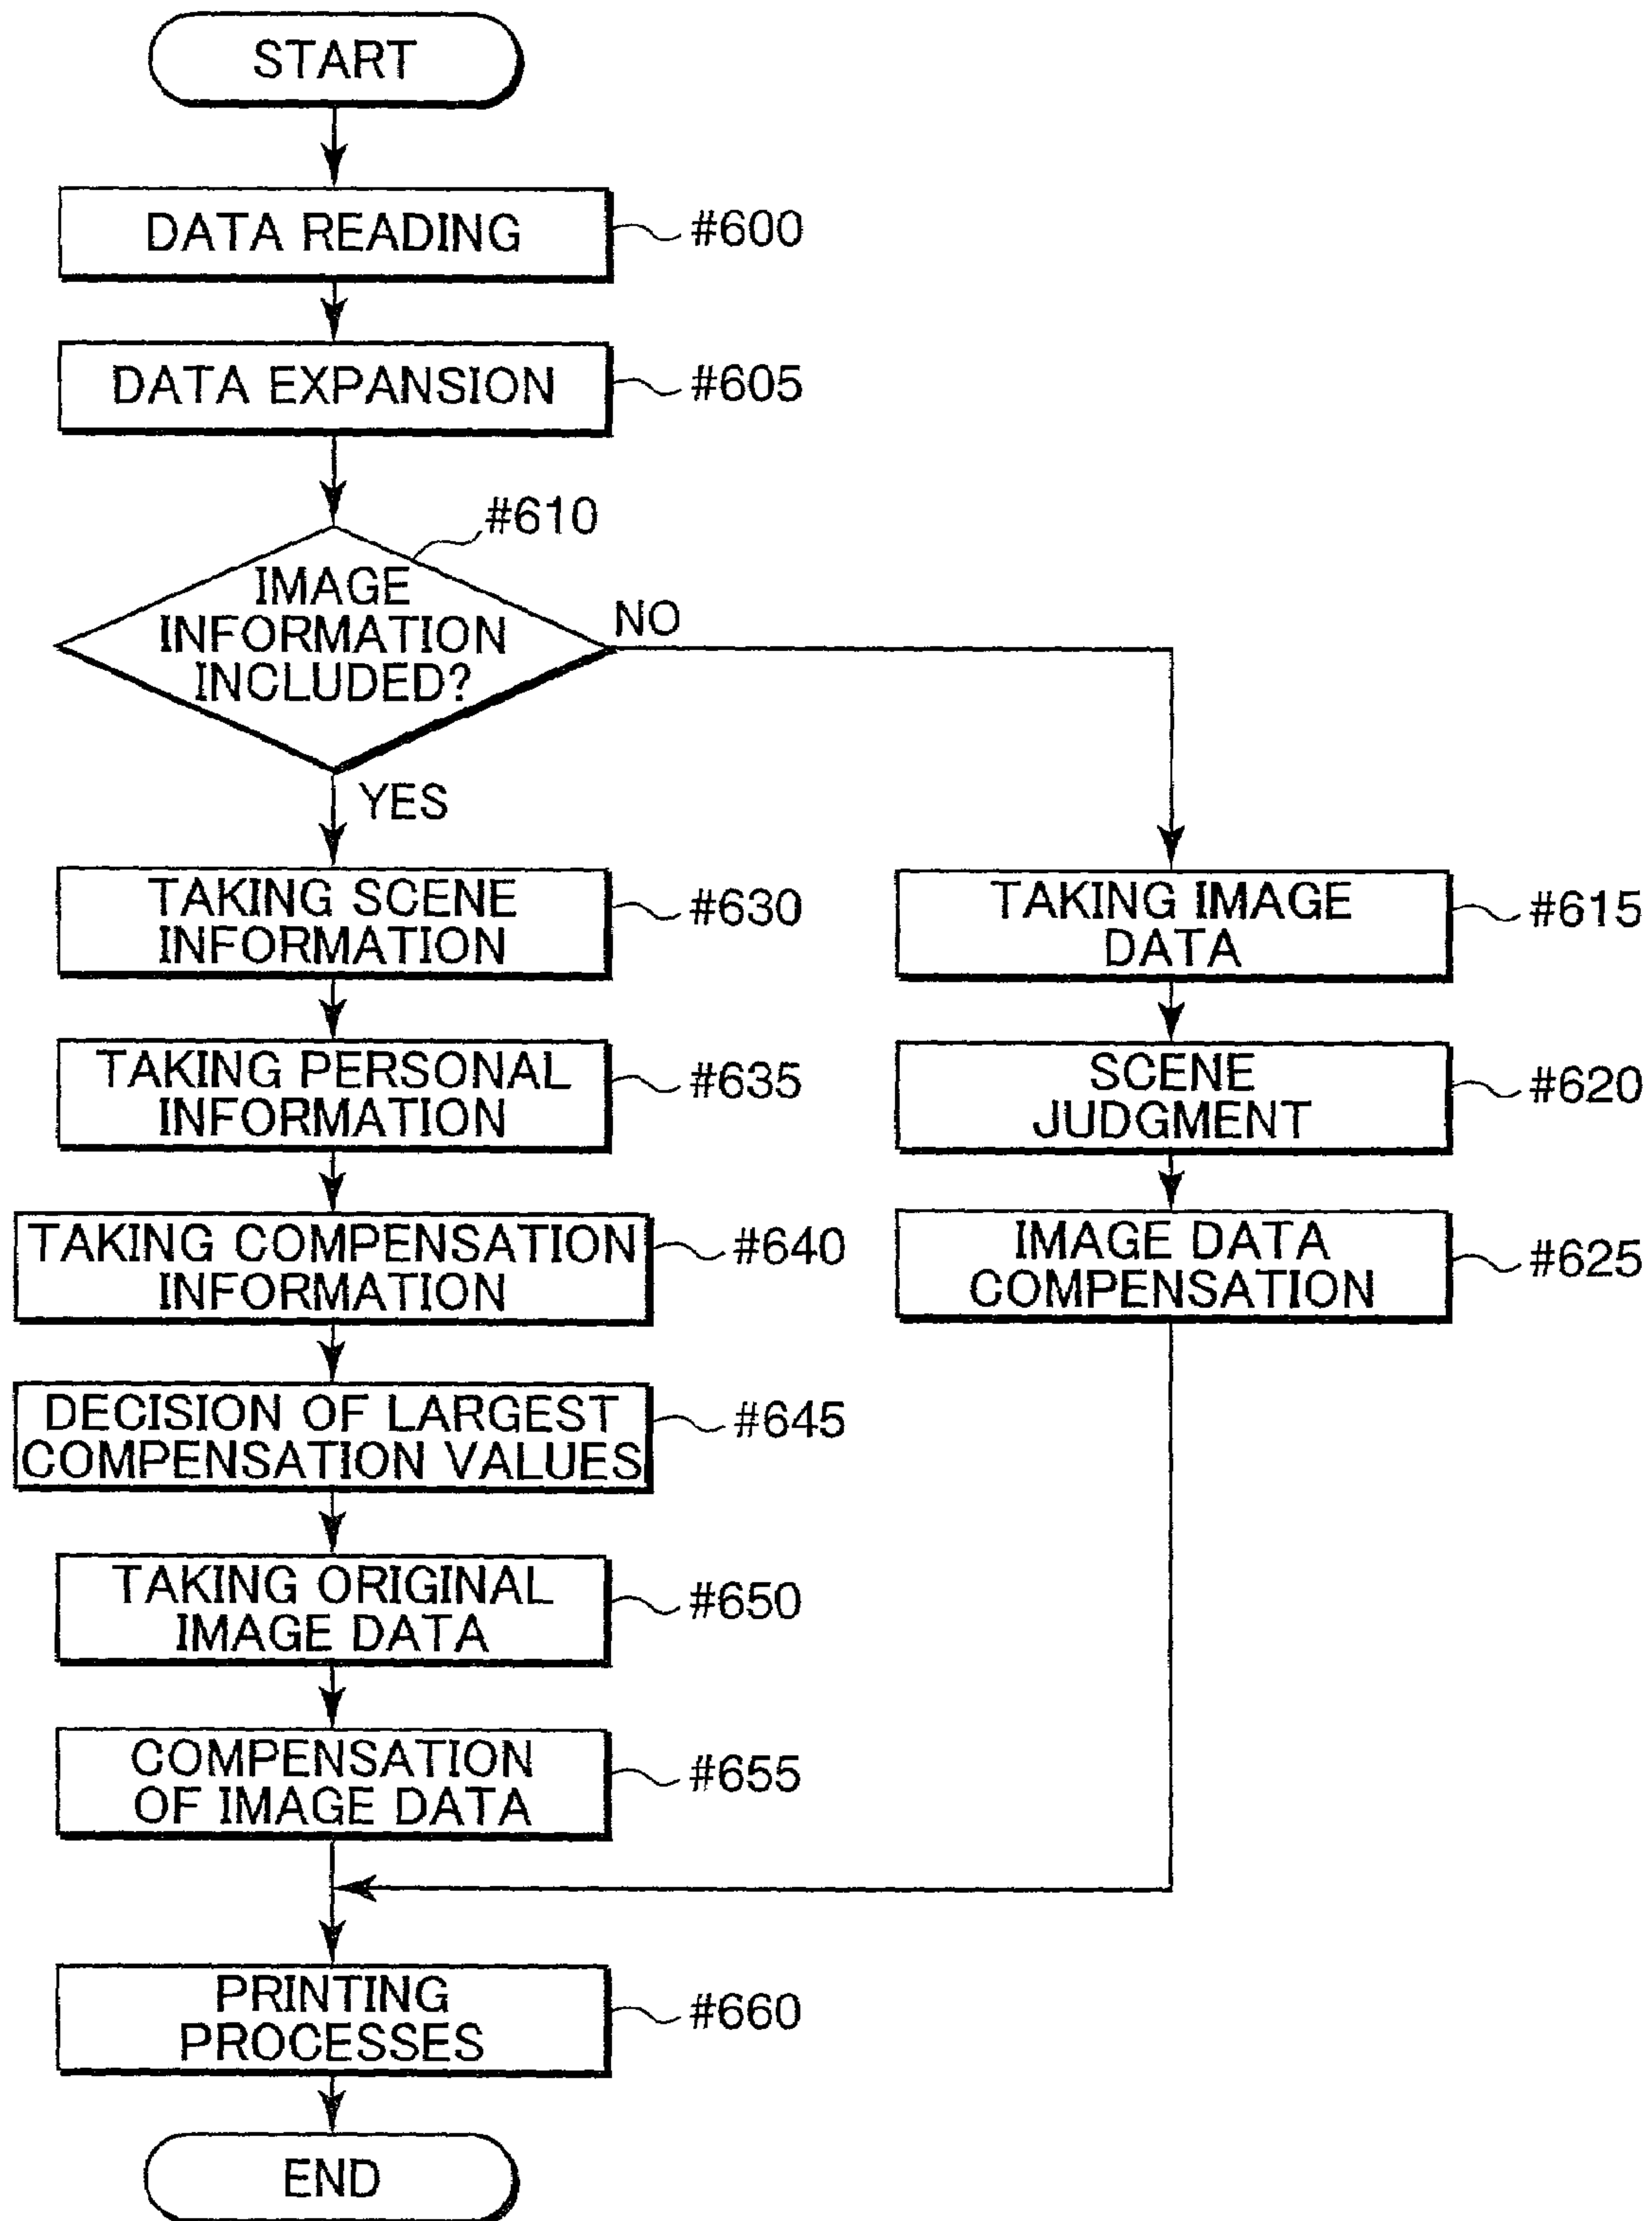 START
DATA READING
#600
DATA EXPANSION
#605
#610
IMAGE
INFORMATION
INCLUDED?
NO
YES
TAKING SCENE
INFORMATION
#630
TAKING PERSONAL
INFORMATION
#635
TAKING COMPENSATION
INFORMATION
#640
DECISION OF LARGEST
COMPENSATION VALUES
#645
TAKING ORIGINAL
IMAGE DATA
#650
COMPENSATION
OF IMAGE DATA
#655
TAKING IMAGE
DATA
#615
SCENE
JUDGMENT
#620
IMAGE DATA
COMPENSATION
#625
PRINTING
PROCESSES
#660
END